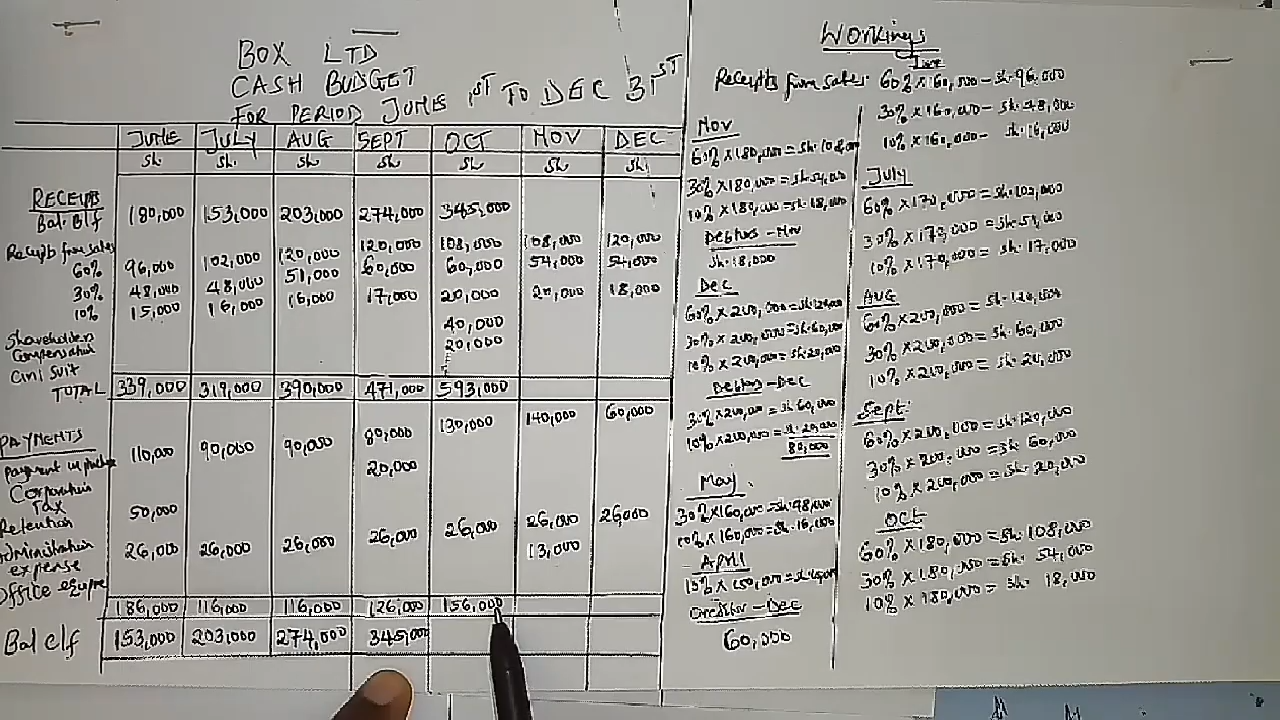 BOX LTD
CASH BUDGET
FOR PERIOD JUNE 1ST TO DEC 31ST
JUNE JULY AUG SEPT OCT NOV DEC
sh. sh. sh. sh. sh sh sh.
RECEIPTS
Bal. B/f 180,000 153,000 203,000 274,000 345,000
Receipts from sales
60% 96,000 102,000 120,000 120,000 108,000 108,000 120,000
30% 48,000 48,000 51,000 60,000 60,000 54,000 54,000
10% 15,000 16,000 16,000 17,000 20,000 20,000 18,000
Shareholders 40,000
Compensation 20,000
Civil Suit
TOTAL 339,000 319,000 390,000 471,000 593,000
PAYMENTS
Payment 110,000 90,000 90,000 80,000 130,000 140,000 60,000
Corporation
Tax 20,000
Retention 50,000
Administration
expense 26,000 26,000 26,000 26,000 26,000 26,000 26,000
Office 13,000
186,000 116,000 116,000 126,000 156,000
Bal c/f 153,000 203,000 274,000 345,000
Workings
Receipts from sales: June
60% x 160,000 - sh. 96,000
30% x 160,000 - sh. 48,000
10% x 160,000 - sh. 16,000
Nov
60% x 180,000 = sh. 108,000
30% x 180,000 = sh. 54,000
10% x 180,000 = sh. 18,000
Debtors - Nov
sh. 18,000
Dec
60% x 200,000 = sh. 120,000
30% x 200,000 = sh. 60,000
10% x 200,000 = sh. 20,000
Debtors - Dec
30% x 200,000 = sh. 60,000
10% x 200,000 = sh. 20,000
80,000
May
30% x 160,000 = sh. 48,000
10% x 160,000 = sh. 16,000
April
10% x 150,000 =
Creditor - Dec
60,000
July
60% x 170,000 = sh. 102,000
30% x 170,000 = sh. 51,000
10% x 170,000 = sh. 17,000
AUG
60% x 200,000 = sh. 120,000
30% x 200,000 = sh. 60,000
10% x 200,000 = sh. 20,000
Sept:
60% x 200,000 = sh. 120,000
30% x 200,000 = sh. 60,000
10% x 200,000 = sh. 20,000
OCT
60% x 180,000 = sh. 108,000
30% x 180,000 = sh. 54,000
10% x 180,000 = sh. 18,000